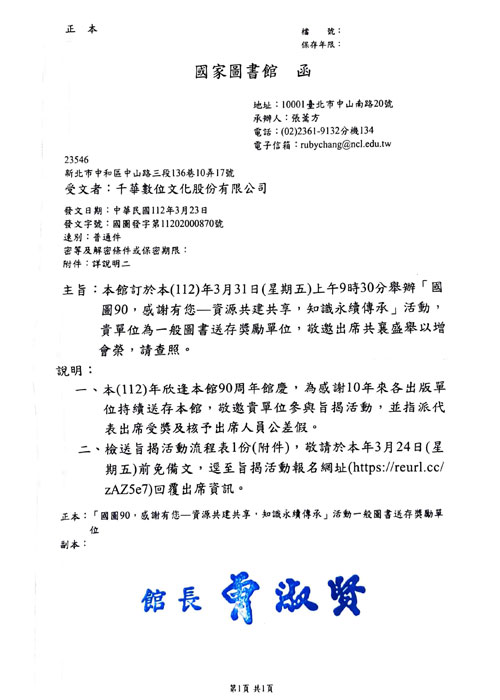 正　本
檔　　號：
保存年限：
國家圖書館　函
地址：10001臺北市中山南路20號
承辦人：張蕎方
電話：(02)2361-9132分機134
電子信箱：rubychang@ncl.edu.tw
23546
新北市中和區中山路三段136巷10弄17號
受文者：千華數位文化股份有限公司
發文日期：中華民國112年3月23日
發文字號：國圖發字第11202000870號
速別：普通件
密等及解密條件或保密期限：
附件：詳說明二
主旨：本館訂於本(112)年3月31日(星期五)上午9時30分舉辦「國
圖90，感謝有您—資源共建共享，知識永續傳承」活動，
貴單位為一般圖書送存獎勵單位，敬邀出席共襄盛舉以增
會榮，請查照。
說明：
一、本(112)年欣逢本館90周年館慶，為感謝10年來各出版單
位持續送存本館，敬邀貴單位參與旨揭活動，並指派代
表出席受獎及核予出席人員公差假。
二、檢送旨揭活動流程表1份(附件)，敬請於本年3月24日(星
期五)前免備文，逕至旨揭活動報名網址(https://reurl.cc/
zAZ5e7)回覆出席資訊。
正本：「國圖90，感謝有您—資源共建共享，知識永續傳承」活動一般圖書送存獎勵單
位
副本：
館長　曾淑賢
第1頁 共1頁